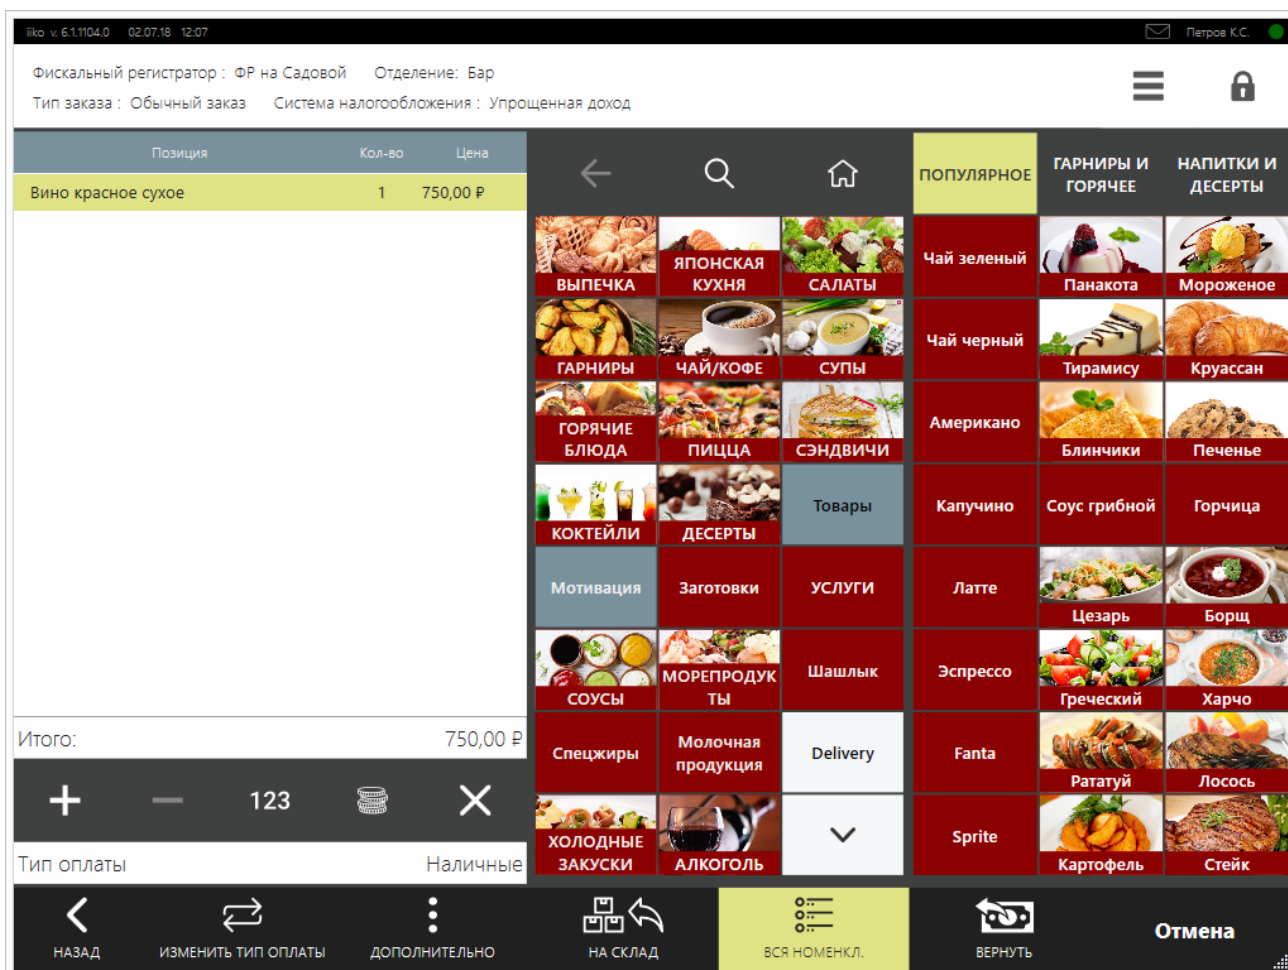 iiko v. 6.1.1104.0 02.07.18 12:07 Петров К.С.
Фискальный регистратор : ФР на Садовой Отделение: Бар
Тип заказа : Обычный заказ Система налогообложения : Упрощенная доход
Позиция Кол-во Цена
Вино красное сухое 1 750,00 ₽
Итого: 750,00 ₽
123
Тип оплаты Наличные
ПОПУЛЯРНОЕ
ГАРНИРЫ И
ГОРЯЧЕЕ
НАПИТКИ И
ДЕСЕРТЫ
ВЫПЕЧКА
ЯПОНСКАЯ
КУХНЯ
САЛАТЫ
ГАРНИРЫ
ЧАЙ/КОФЕ
СУПЫ
ГОРЯЧИЕ
БЛЮДА
ПИЦЦА
СЭНДВИЧИ
КОКТЕЙЛИ
ДЕСЕРТЫ
Товары
Мотивация
Заготовки
УСЛУГИ
СОУСЫ
МОРЕПРОДУК
ТЫ
Шашлык
Спецжиры
Молочная
продукция
Delivery
ХОЛОДНЫЕ
ЗАКУСКИ
АЛКОГОЛЬ
Чай зеленый
Панакота
Мороженое
Чай черный
Тирамису
Круассан
Американо
Блинчики
Печенье
Капучино
Соус грибной
Горчица
Латте
Цезарь
Борщ
Эспрессо
Греческий
Харчо
Fanta
Рататуй
Лосось
Sprite
Картофель
Стейк
НАЗАД
ИЗМЕНИТЬ ТИП ОПЛАТЫ
ДОПОЛНИТЕЛЬНО
НА СКЛАД
ВСЯ НОМЕНКЛ.
ВЕРНУТЬ
Отмена